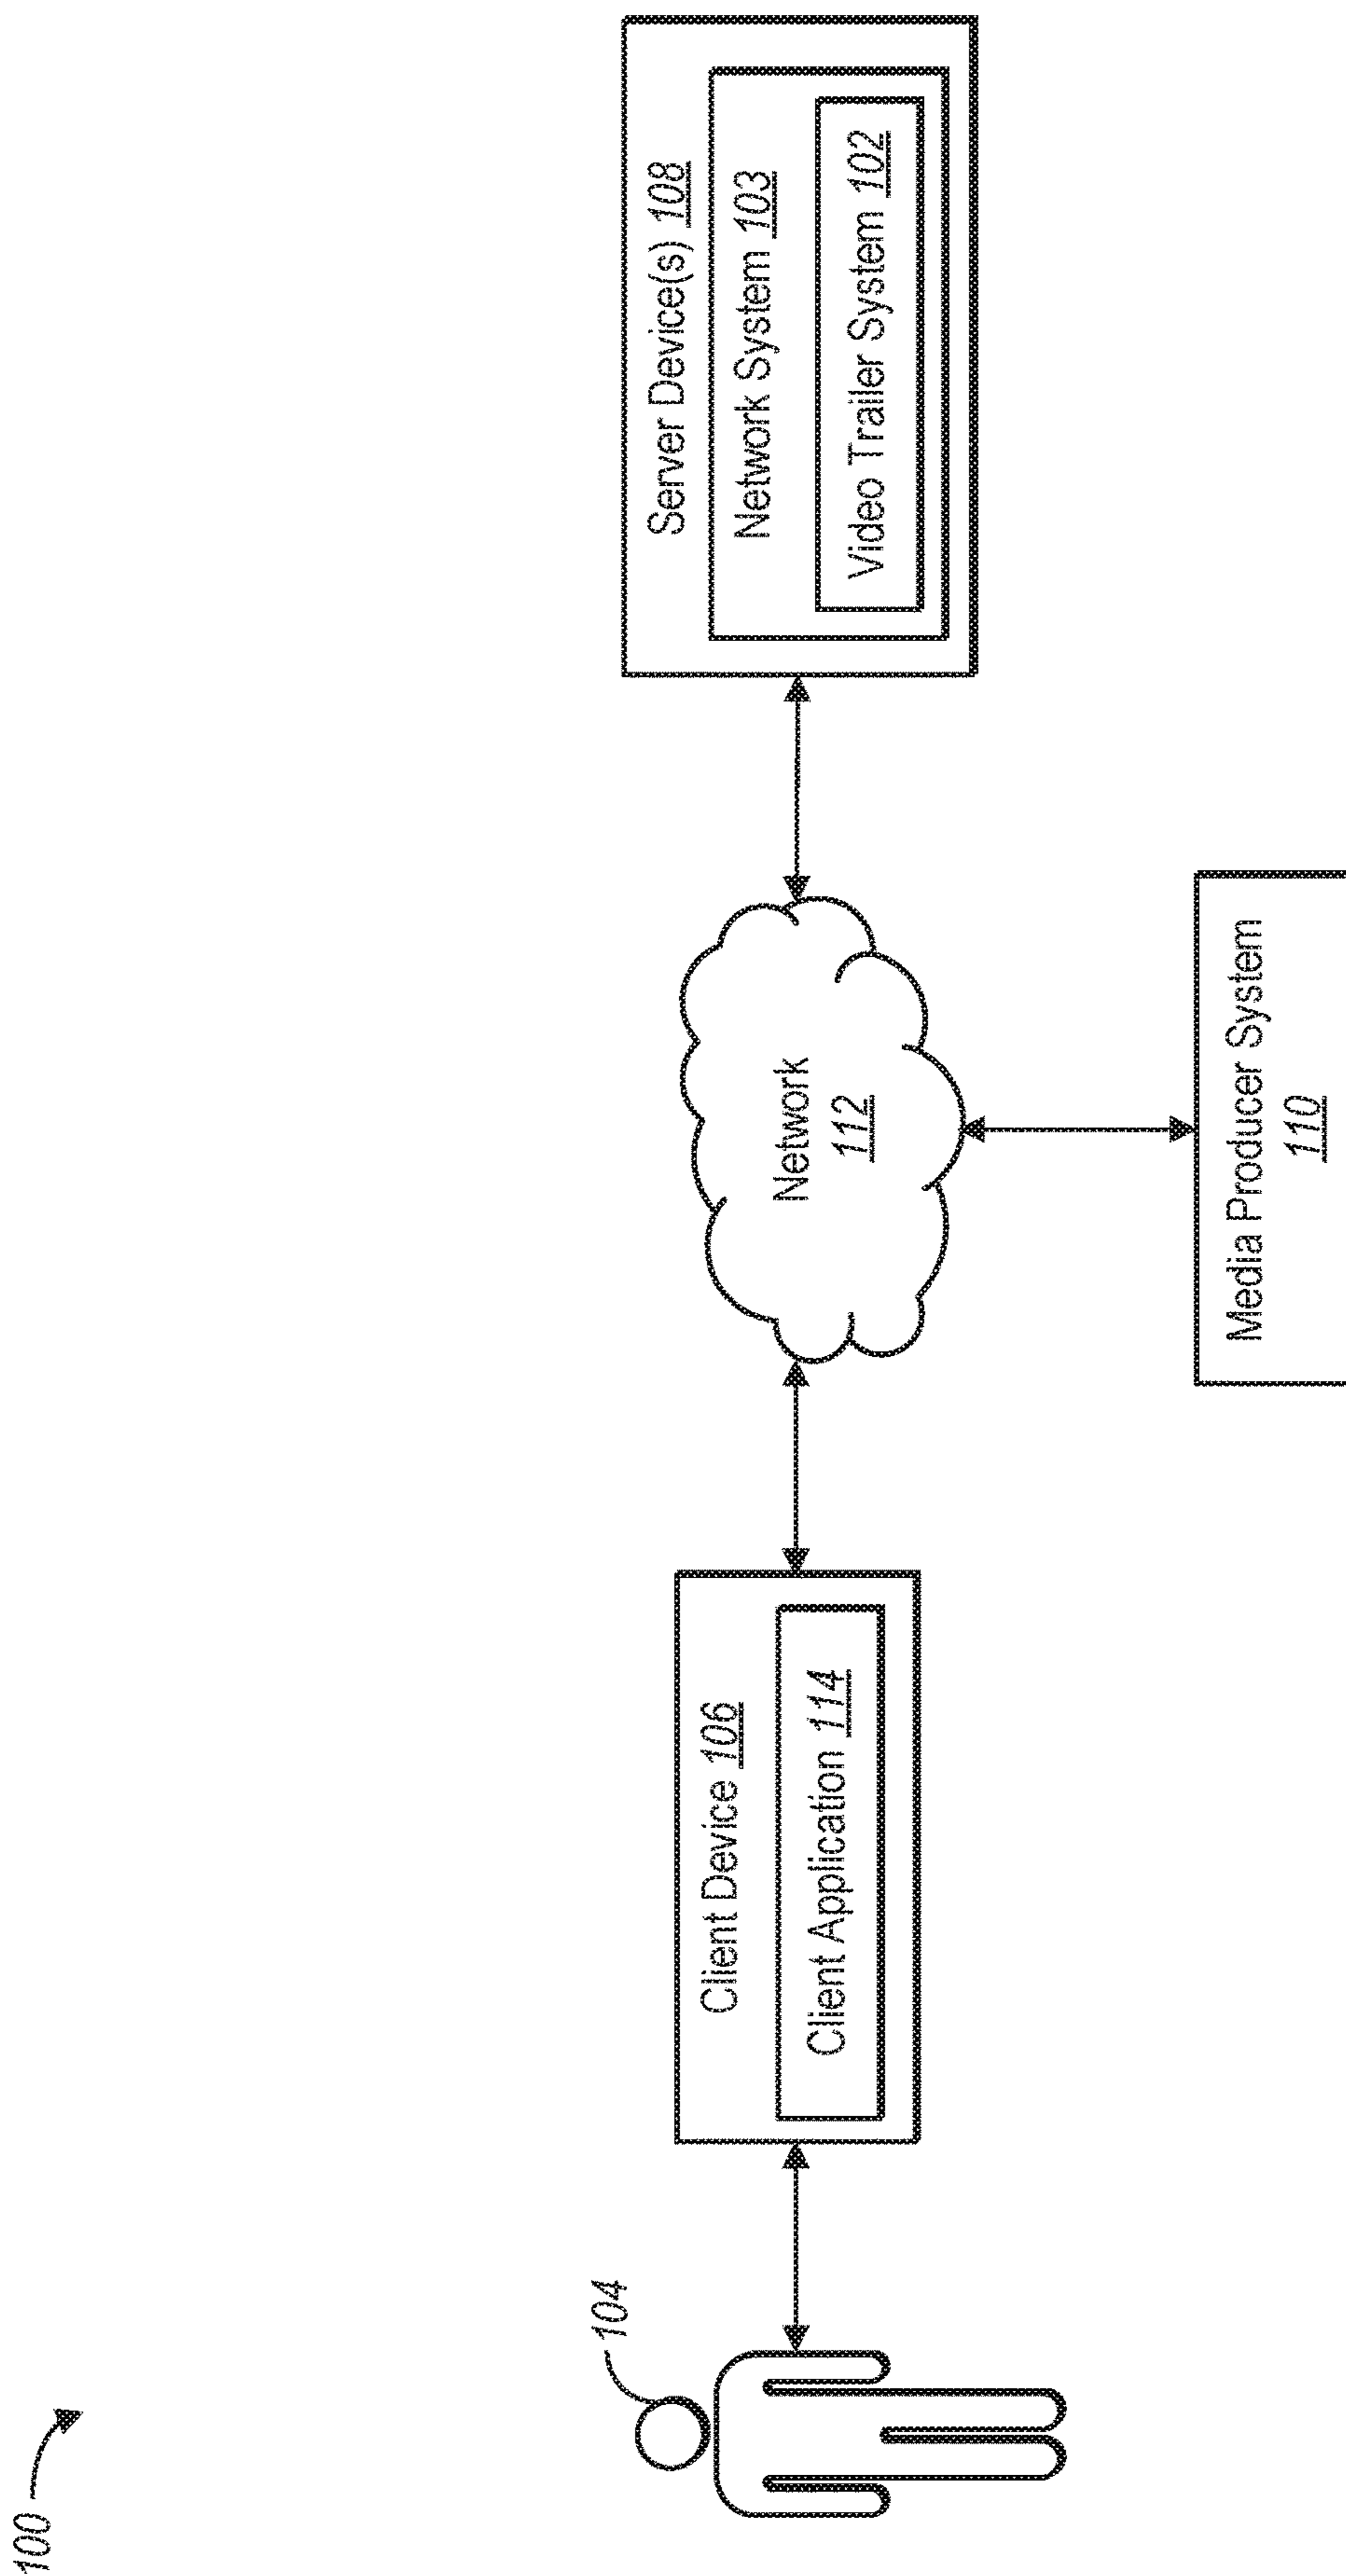 100
104
Client Device 106
Client Application 114
Network
112
Media Producer System
110
Server Device(s) 108
Network System 103
Video Trailer System 102